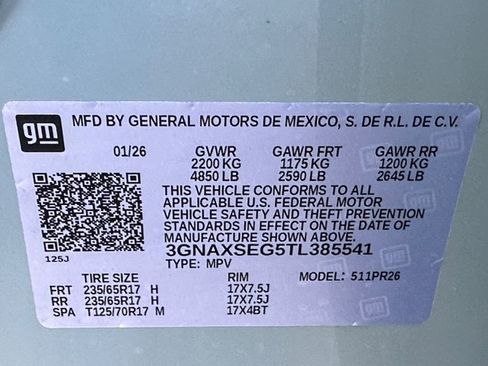 gm MFD BY GENERAL MOTORS DE MEXICO, S. DE R.L. DE C.V.
01/26 GVWR GAWR FRT GAWR RR
2200 KG 1175 KG 1200 KG
4850 LB 2590 LB 2645 LB
THIS VEHICLE CONFORMS TO ALL
APPLICABLE U.S. FEDERAL MOTOR
VEHICLE SAFETY AND THEFT PREVENTION
STANDARDS IN EFFECT ON THE DATE OF
MANUFACTURE SHOWN ABOVE.
3GNAXSEG5TL385541
125J TYPE: MPV
TIRE SIZE RIM MODEL: 511PR26
FRT 235/65R17 H 17X7.5J
RR 235/65R17 H 17X7.5J
SPA T125/70R17 M 17X4BT